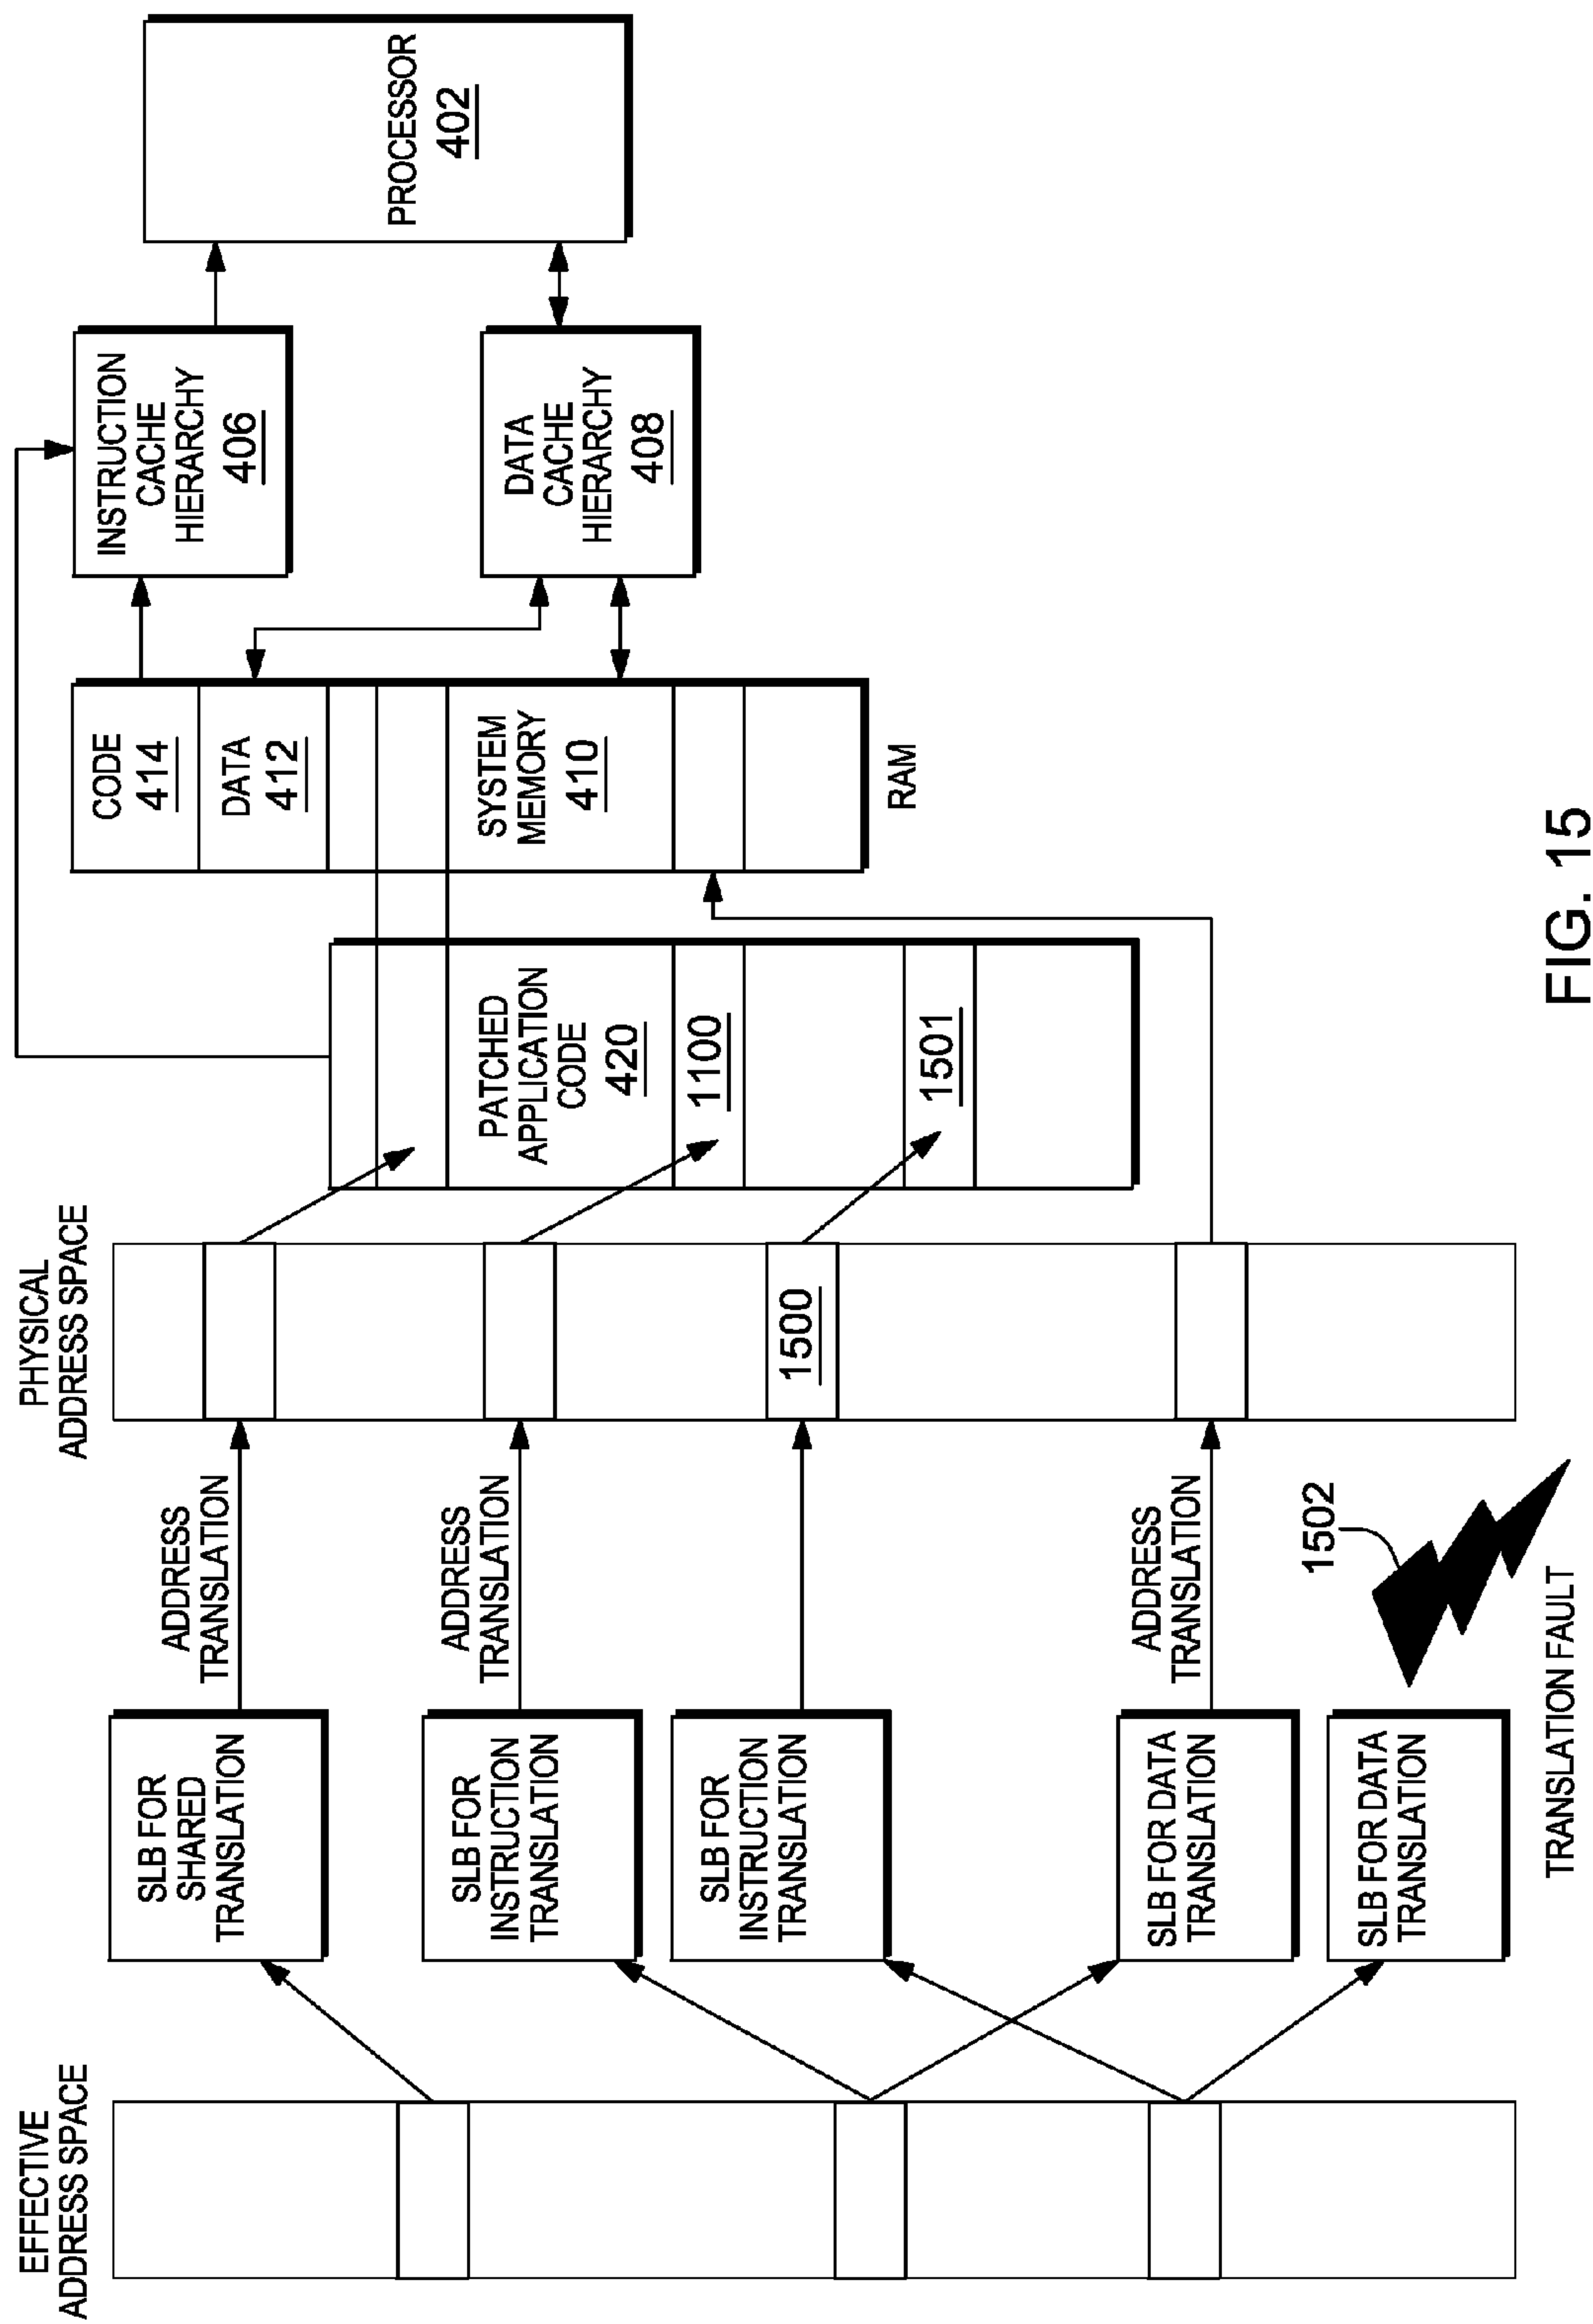 EFFECTIVE
ADDRESS SPACE
SLB FOR
SHARED
TRANSLATION
SLB FOR
INSTRUCTION
TRANSLATION
SLB FOR
INSTRUCTION
TRANSLATION
SLB FOR DATA
TRANSLATION
SLB FOR DATA
TRANSLATION
ADDRESS
TRANSLATION
ADDRESS
TRANSLATION
ADDRESS
TRANSLATION
1502
TRANSLATION FAULT
PHYSICAL
ADDRESS SPACE
1500
PATCHED
APPLICATION
CODE
420
1100
1501
CODE
414
DATA
412
SYSTEM
MEMORY
410
RAM
INSTRUCTION
CACHE
HIERARCHY
406
DATA
CACHE
HIERARCHY
408
PROCESSOR
402
FIG. 15